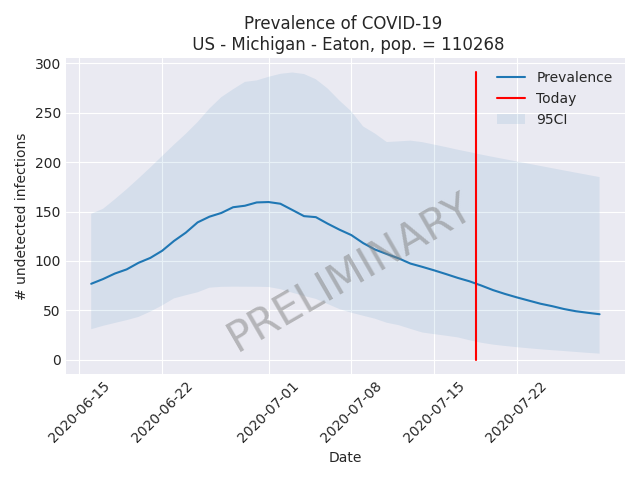 Prevalence of COVID-19
US - Michigan - Eaton, pop. = 110268
300
250
200
150
100
50
0
# undetected infections
Prevalence
Today
95CI
PRELIMINARY
2020-06-15
2020-06-22
2020-07-01
2020-07-08
2020-07-15
2020-07-22
Date